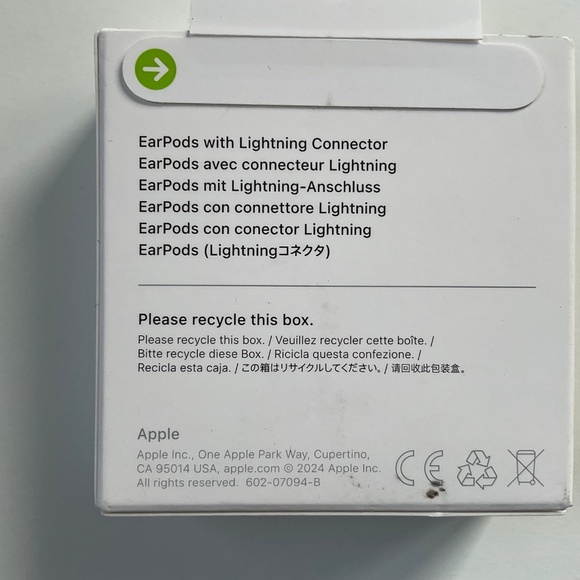 EarPods with Lightning Connector
EarPods avec connecteur Lightning
EarPods mit Lightning-Anschluss
EarPods con connettore Lightning
EarPods con conector Lightning
EarPods (Lightningコネクタ)
Please recycle this box.
Please recycle this box. / Veuillez recycler cette boîte. /
Bitte recycle diese Box. / Ricicla questa confezione. /
Recicla esta caja. / この箱はリサイクルしてください。/ 请回收此包装盒。
Apple
Apple Inc., One Apple Park Way, Cupertino,
CA 95014 USA, apple.com © 2024 Apple Inc.
All rights reserved. 602-07094-B
CE